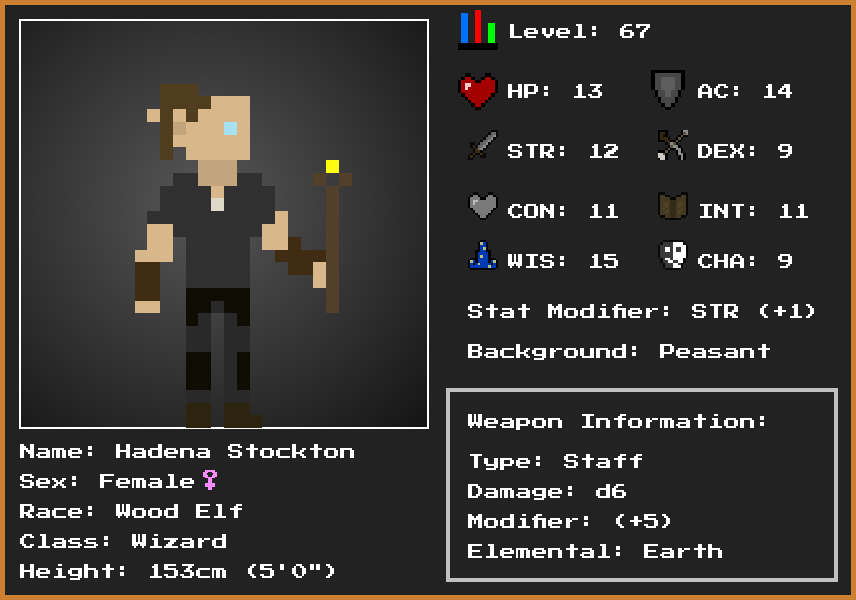 Level: 67
HP: 13 AC: 14
STR: 12 DEX: 9
CON: 11 INT: 11
WIS: 15 CHA: 9
Stat Modifier: STR (+1)
Background: Peasant
Weapon Information:
Type: Staff
Damage: d6
Modifier: (+5)
Elemental: Earth
Name: Hadena Stockton
Sex: Female♀
Race: Wood Elf
Class: Wizard
Height: 153cm (5'0")